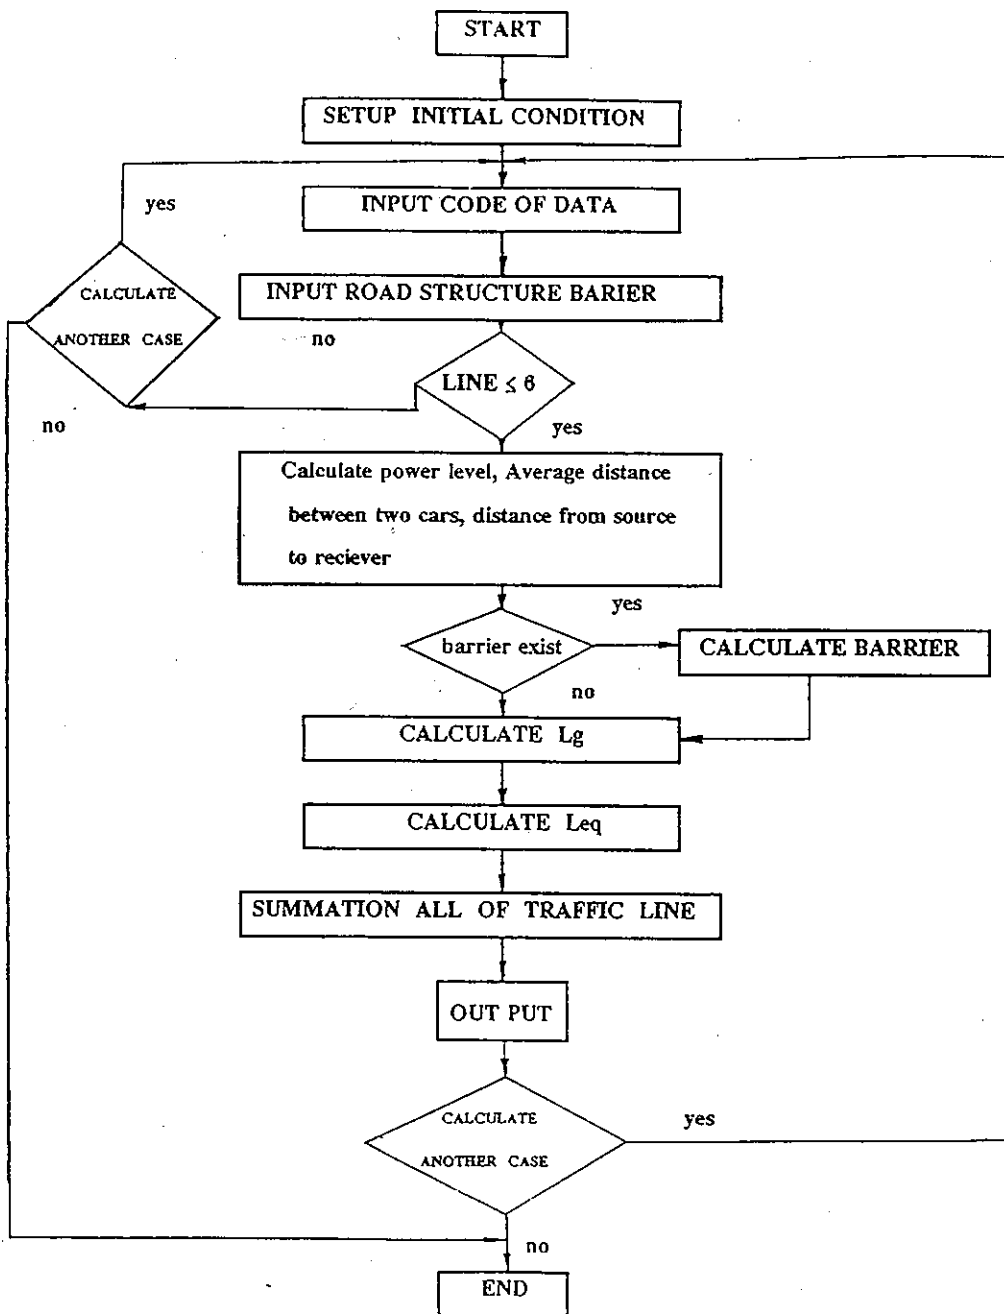 START
SETUP INITIAL CONDITION
INPUT CODE OF DATA
yes
INPUT ROAD STRUCTURE BARIER
CALCULATE
ANOTHER CASE
no
LINE ≤ 6
no
yes
Calculate power level, Average distance
between two cars, distance from source
to reciever
yes
barrier exist
CALCULATE BARRIER
no
CALCULATE Lg
CALCULATE Leq
SUMMATION ALL OF TRAFFIC LINE
OUT PUT
CALCULATE
ANOTHER CASE
yes
no
END